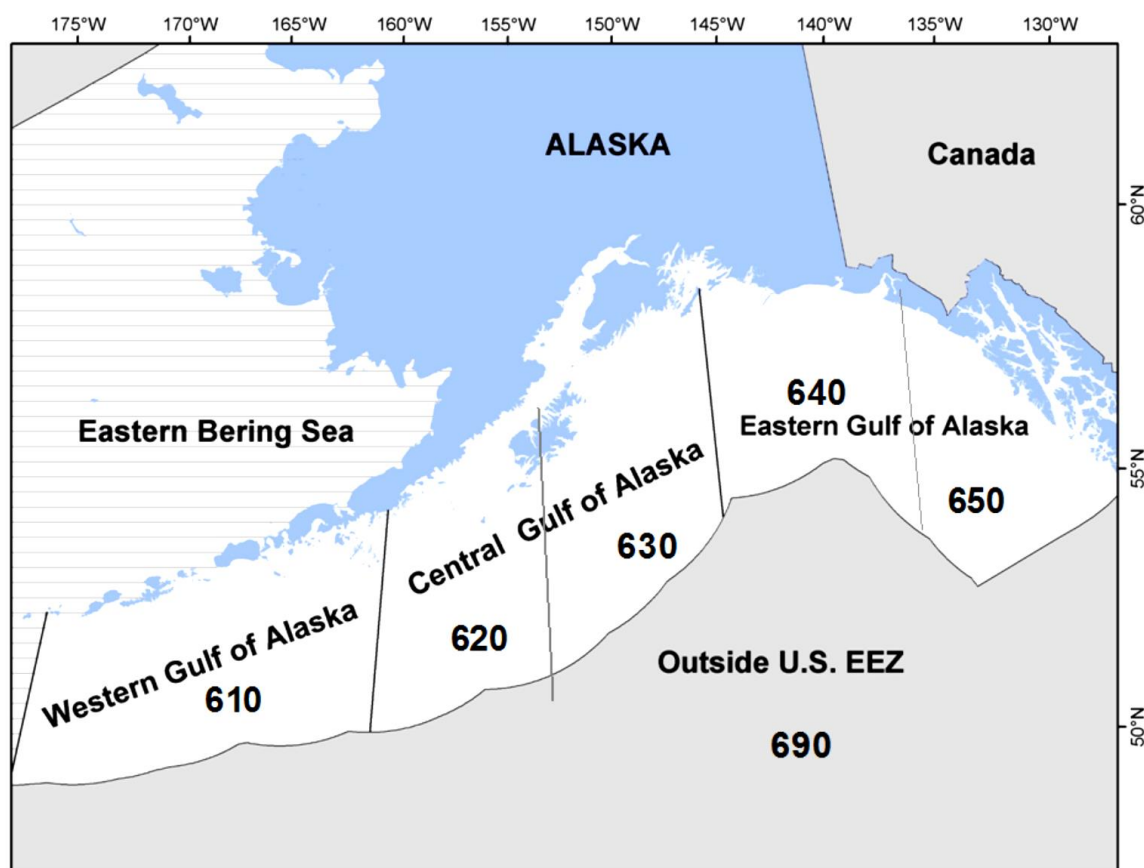 175°W 170°W 165°W 160°W 155°W 150°W 145°W 140°W 135°W 130°W
ALASKA
Canada
60°N
640
Eastern Bering Sea
Eastern Gulf of Alaska
55°N
650
Central Gulf of Alaska
630
620
Western Gulf of Alaska
Outside U.S. EEZ
610
50°N
690